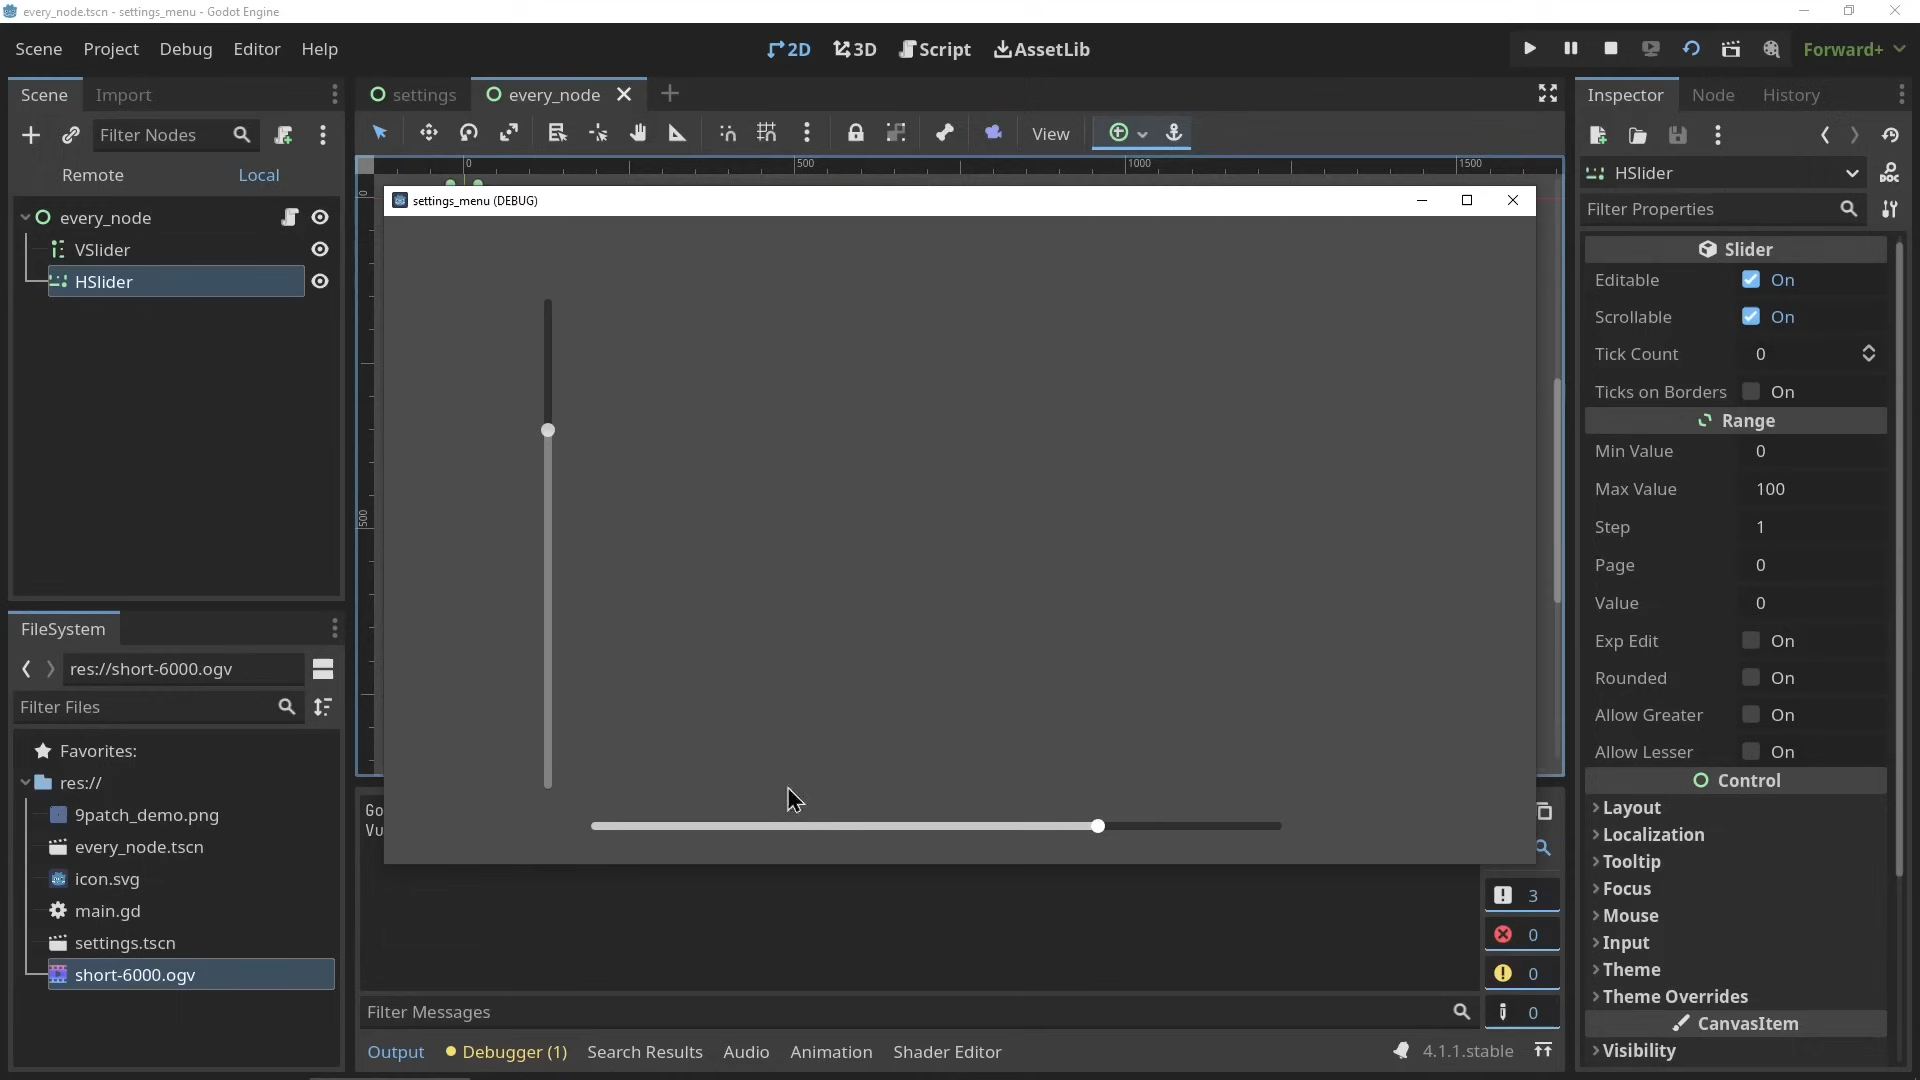 every_node.tscn - settings_menu - Godot Engine
Scene Project Debug Editor Help
2D 3D Script AssetLib
Forward+
Scene Import
Filter Nodes
Remote Local
every_node
VSlider
HSlider
FileSystem
res://short-6000.ogv
Filter Files
Favorites:
res://
9patch_demo.png
every_node.tscn
icon.svg
main.gd
settings.tscn
short-6000.ogv
settings every_node
View
0 500 1000 1500
0
500
settings_menu (DEBUG)
Go
Vu
3
0
0
0
Filter Messages
Output Debugger (1) Search Results Audio Animation Shader Editor
4.1.1.stable
Inspector Node History
HSlider
Filter Properties
Slider
Editable On
Scrollable On
Tick Count 0
Ticks on Borders On
Range
Min Value 0
Max Value 100
Step 1
Page 0
Value 0
Exp Edit On
Rounded On
Allow Greater On
Allow Lesser On
Control
Layout
Localization
Tooltip
Focus
Mouse
Input
Theme
Theme Overrides
CanvasItem
Visibility